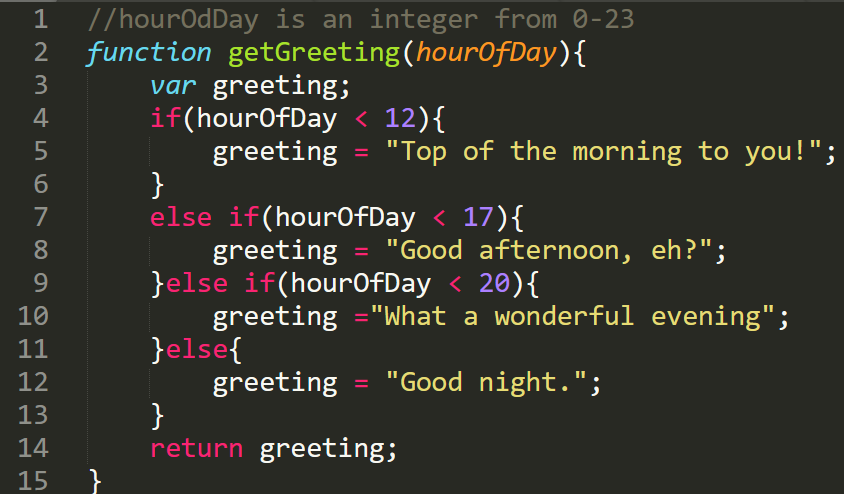 1 //hourOdDay is an integer from 0-23
2 function getGreeting(hourOfDay){
3     var greeting;
4     if(hourOfDay < 12){
5         greeting = "Top of the morning to you!";
6     }
7     else if(hourOfDay < 17){
8         greeting = "Good afternoon, eh?";
9     }else if(hourOfDay < 20){
10         greeting ="What a wonderful evening";
11     }else{
12         greeting = "Good night.";
13     }
14     return greeting;
15 }